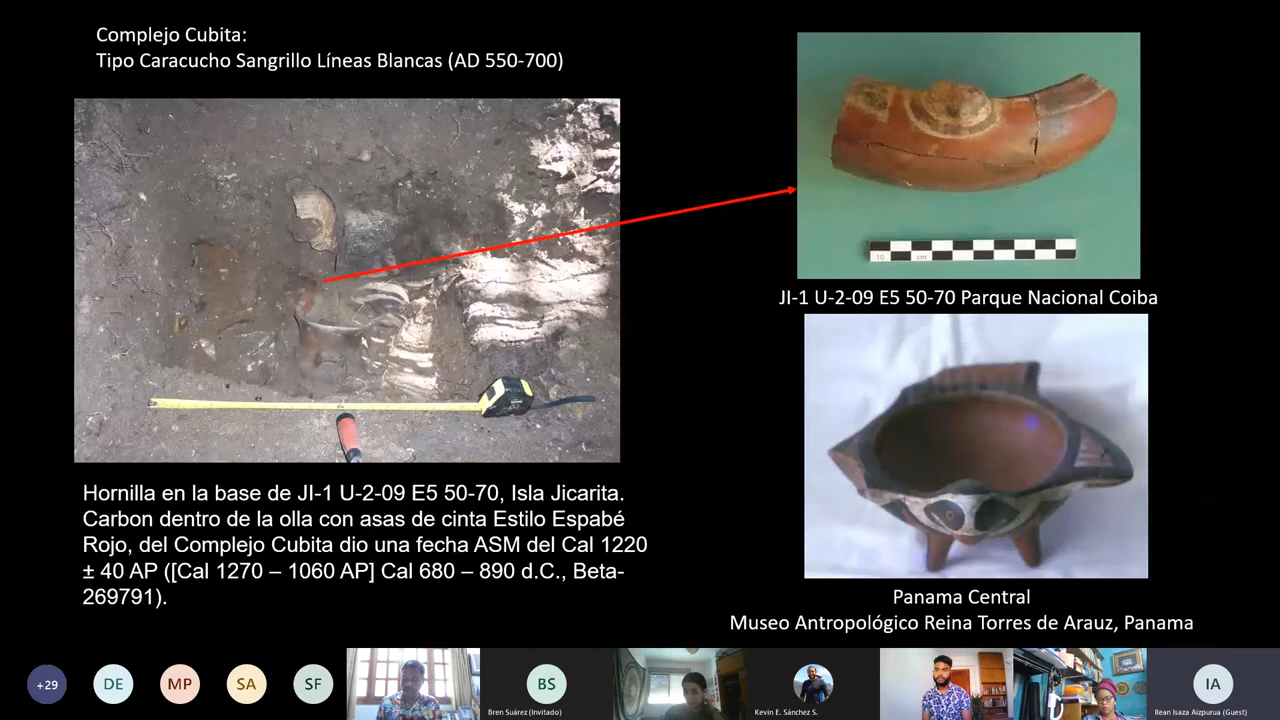 Complejo Cubita:
Tipo Caracucho Sangrillo Líneas Blancas (AD 550-700)
10 cm
JI-1 U-2-09 E5 50-70 Parque Nacional Coiba
Hornilla en la base de JI-1 U-2-09 E5 50-70, Isla Jicarita.
Carbon dentro de la olla con asas de cinta Estilo Espabé
Rojo, del Complejo Cubita dio una fecha ASM del Cal 1220
± 40 AP ([Cal 1270 – 1060 AP] Cal 680 – 890 d.C., Beta-
269791).
Panama Central
Museo Antropológico Reina Torres de Arauz, Panama
+29
DE
MP
SA
SF
BS
Bren Suárez (Invitado)
Kevin E. Sánchez S.
IA
Ilean Isaza Aizpurua (Guest)